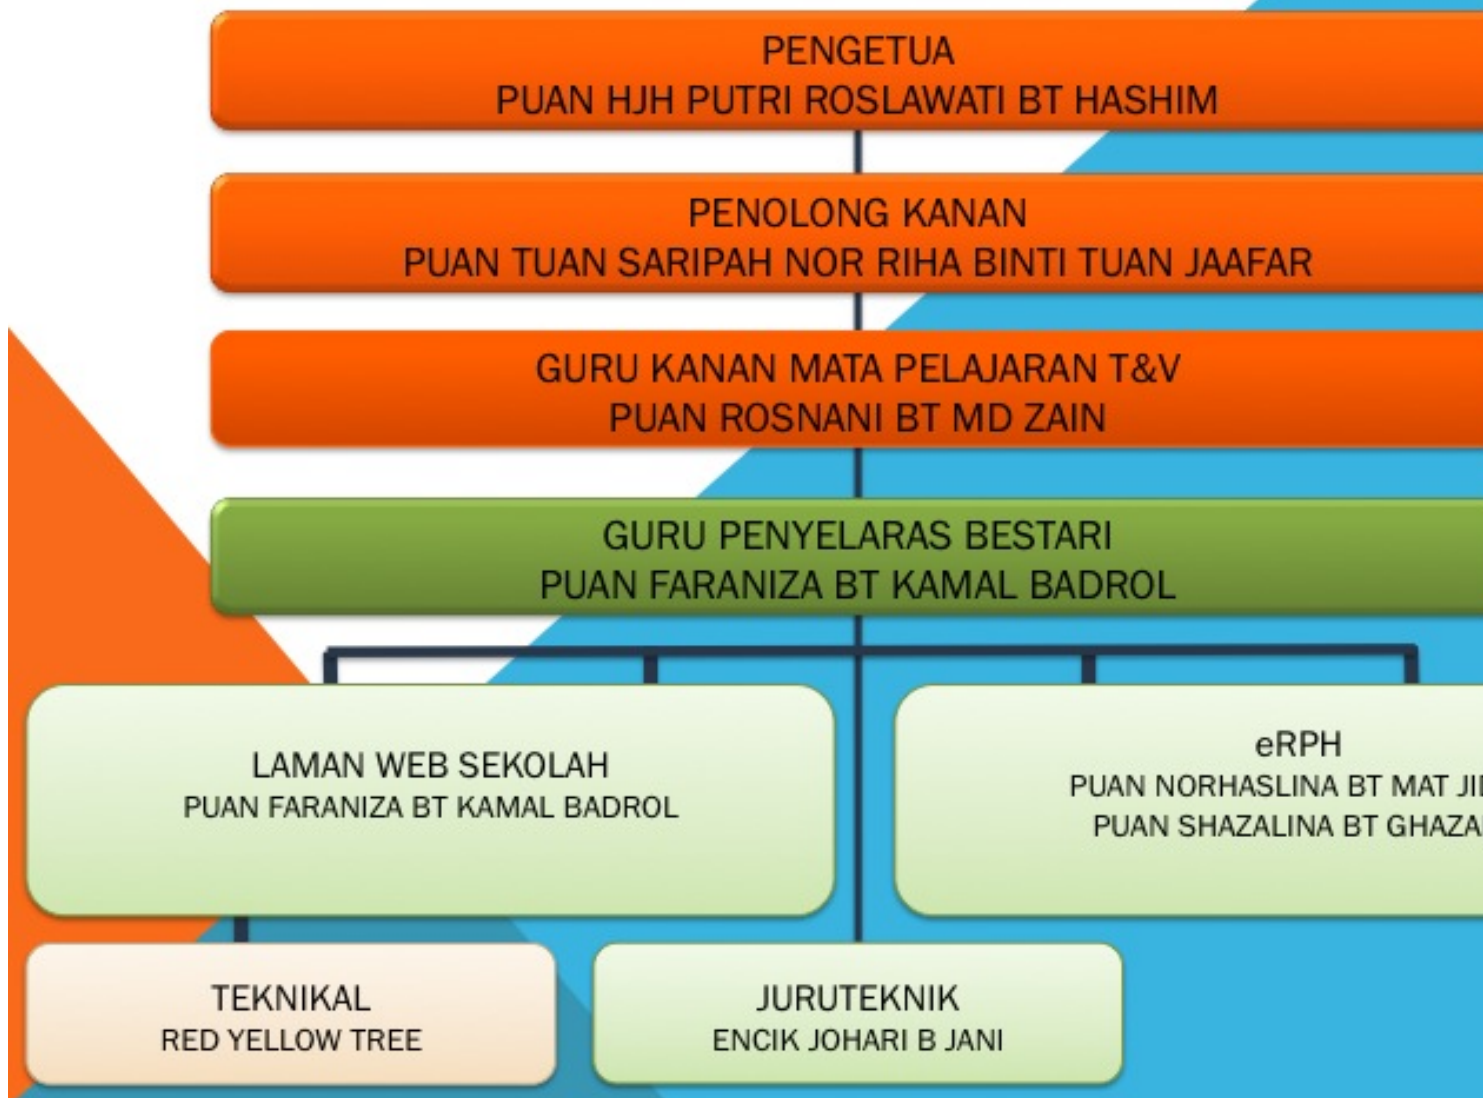 PENGETUA
PUAN HJH PUTRI ROSLAWATI BT HASHIM
PENOLONG KANAN
PUAN TUAN SARIPAH NOR RIHA BINTI TUAN JAAFAR
GURU KANAN MATA PELAJARAN T&V
PUAN ROSNANI BT MD ZAIN
GURU PENYELARAS BESTARI
PUAN FARANIZA BT KAMAL BADROL
LAMAN WEB SEKOLAH
PUAN FARANIZA BT KAMAL BADROL
eRPH
PUAN NORHASLINA BT MAT
PUAN SHAZALINA BT
TEKNIKAL
RED YELLOW TREE
JURUTEKNIK
ENCIK JOHARI B JANI